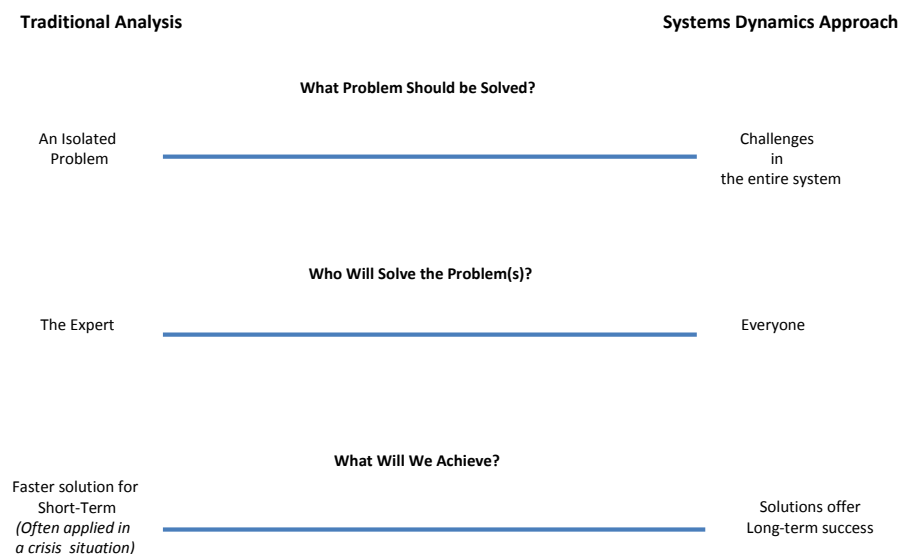 Traditional Analysis
Systems Dynamics Approach
What Problem Should be Solved?
An Isolated
Problem
Challenges
in
the entire system
Who Will Solve the Problem(s)?
The Expert
Everyone
What Will We Achieve?
Faster solution for
Short-Term
(Often applied in
a crisis situation)
Solutions offer
Long-term success